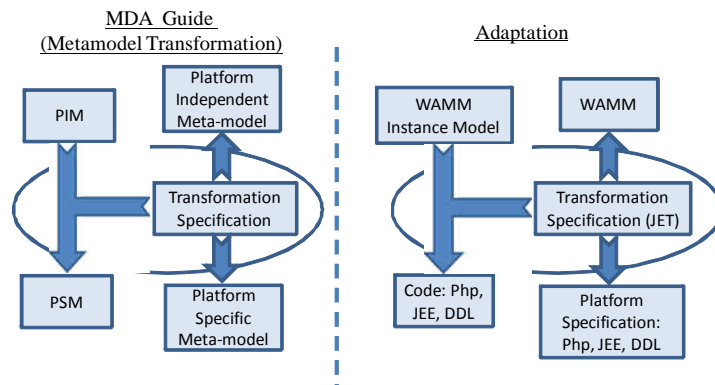 MDA Guide
(Metamodel Transformation)
PIM
Platform
Independent
Meta-model
Transformation
Specification
PSM
Platform
Specific
Meta-model
Adaptation
WAMM
Instance Model
WAMM
Transformation
Specification (JET)
Code: Php,
JEE, DDL
Platform
Specification:
Php, JEE, DDL